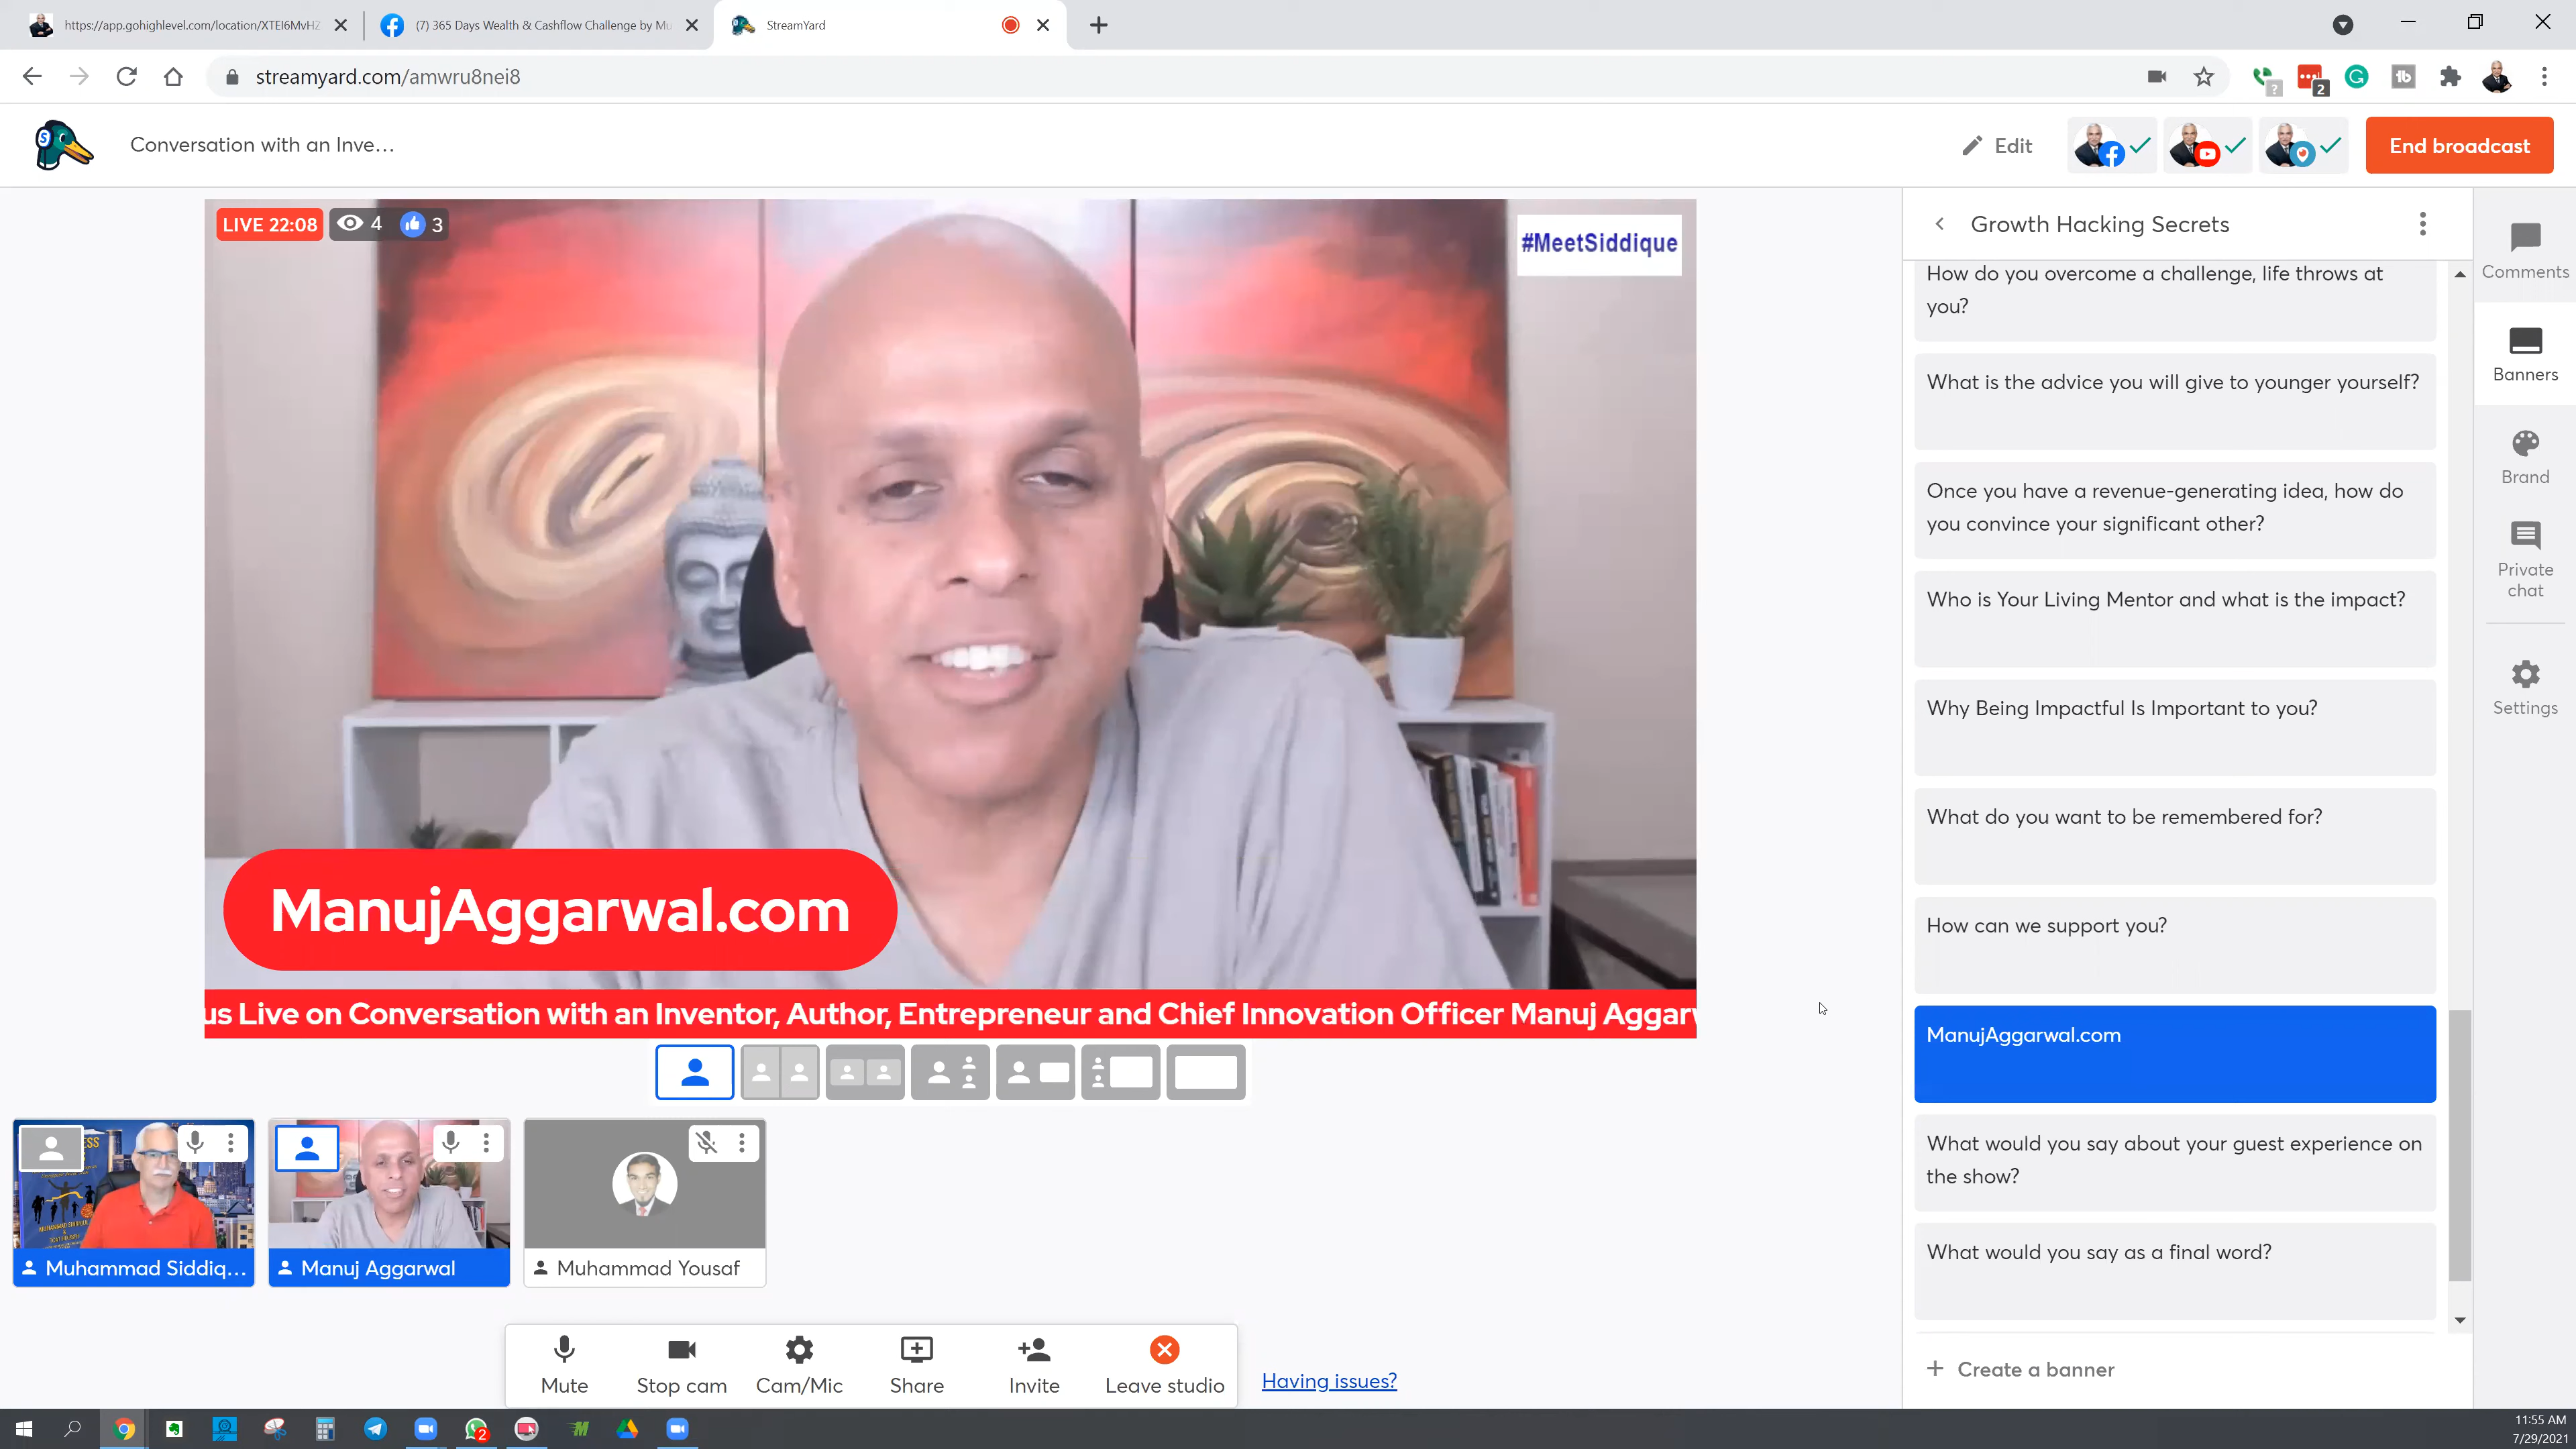 https://app.gohighlevel.com/location/XTEI6MvHZ
(7) 365 Days Wealth & Cashflow Challenge by Mu
StreamYard
streamyard.com/amwru8nei8
?
2
Conversation with an Inve...
Edit
End broadcast
LIVE 22:08
4
3
#MeetSiddique
ManujAggarwal.com
us Live on Conversation with an Inventor, Author, Entrepreneur and Chief Innovation Officer Manuj Aggarw
Muhammad Siddiq...
Manuj Aggarwal
Muhammad Yousaf
Mute
Stop cam
Cam/Mic
Share
Invite
Leave studio
Having issues?
Growth Hacking Secrets
How do you overcome a challenge, life throws at
you?
What is the advice you will give to younger yourself?
Once you have a revenue-generating idea, how do
you convince your significant other?
Who is Your Living Mentor and what is the impact?
Why Being Impactful Is Important to you?
What do you want to be remembered for?
How can we support you?
ManujAggarwal.com
What would you say about your guest experience on
the show?
What would you say as a final word?
+ Create a banner
Comments
Banners
Brand
Private
chat
Settings
2
11:55 AM
7/29/2021